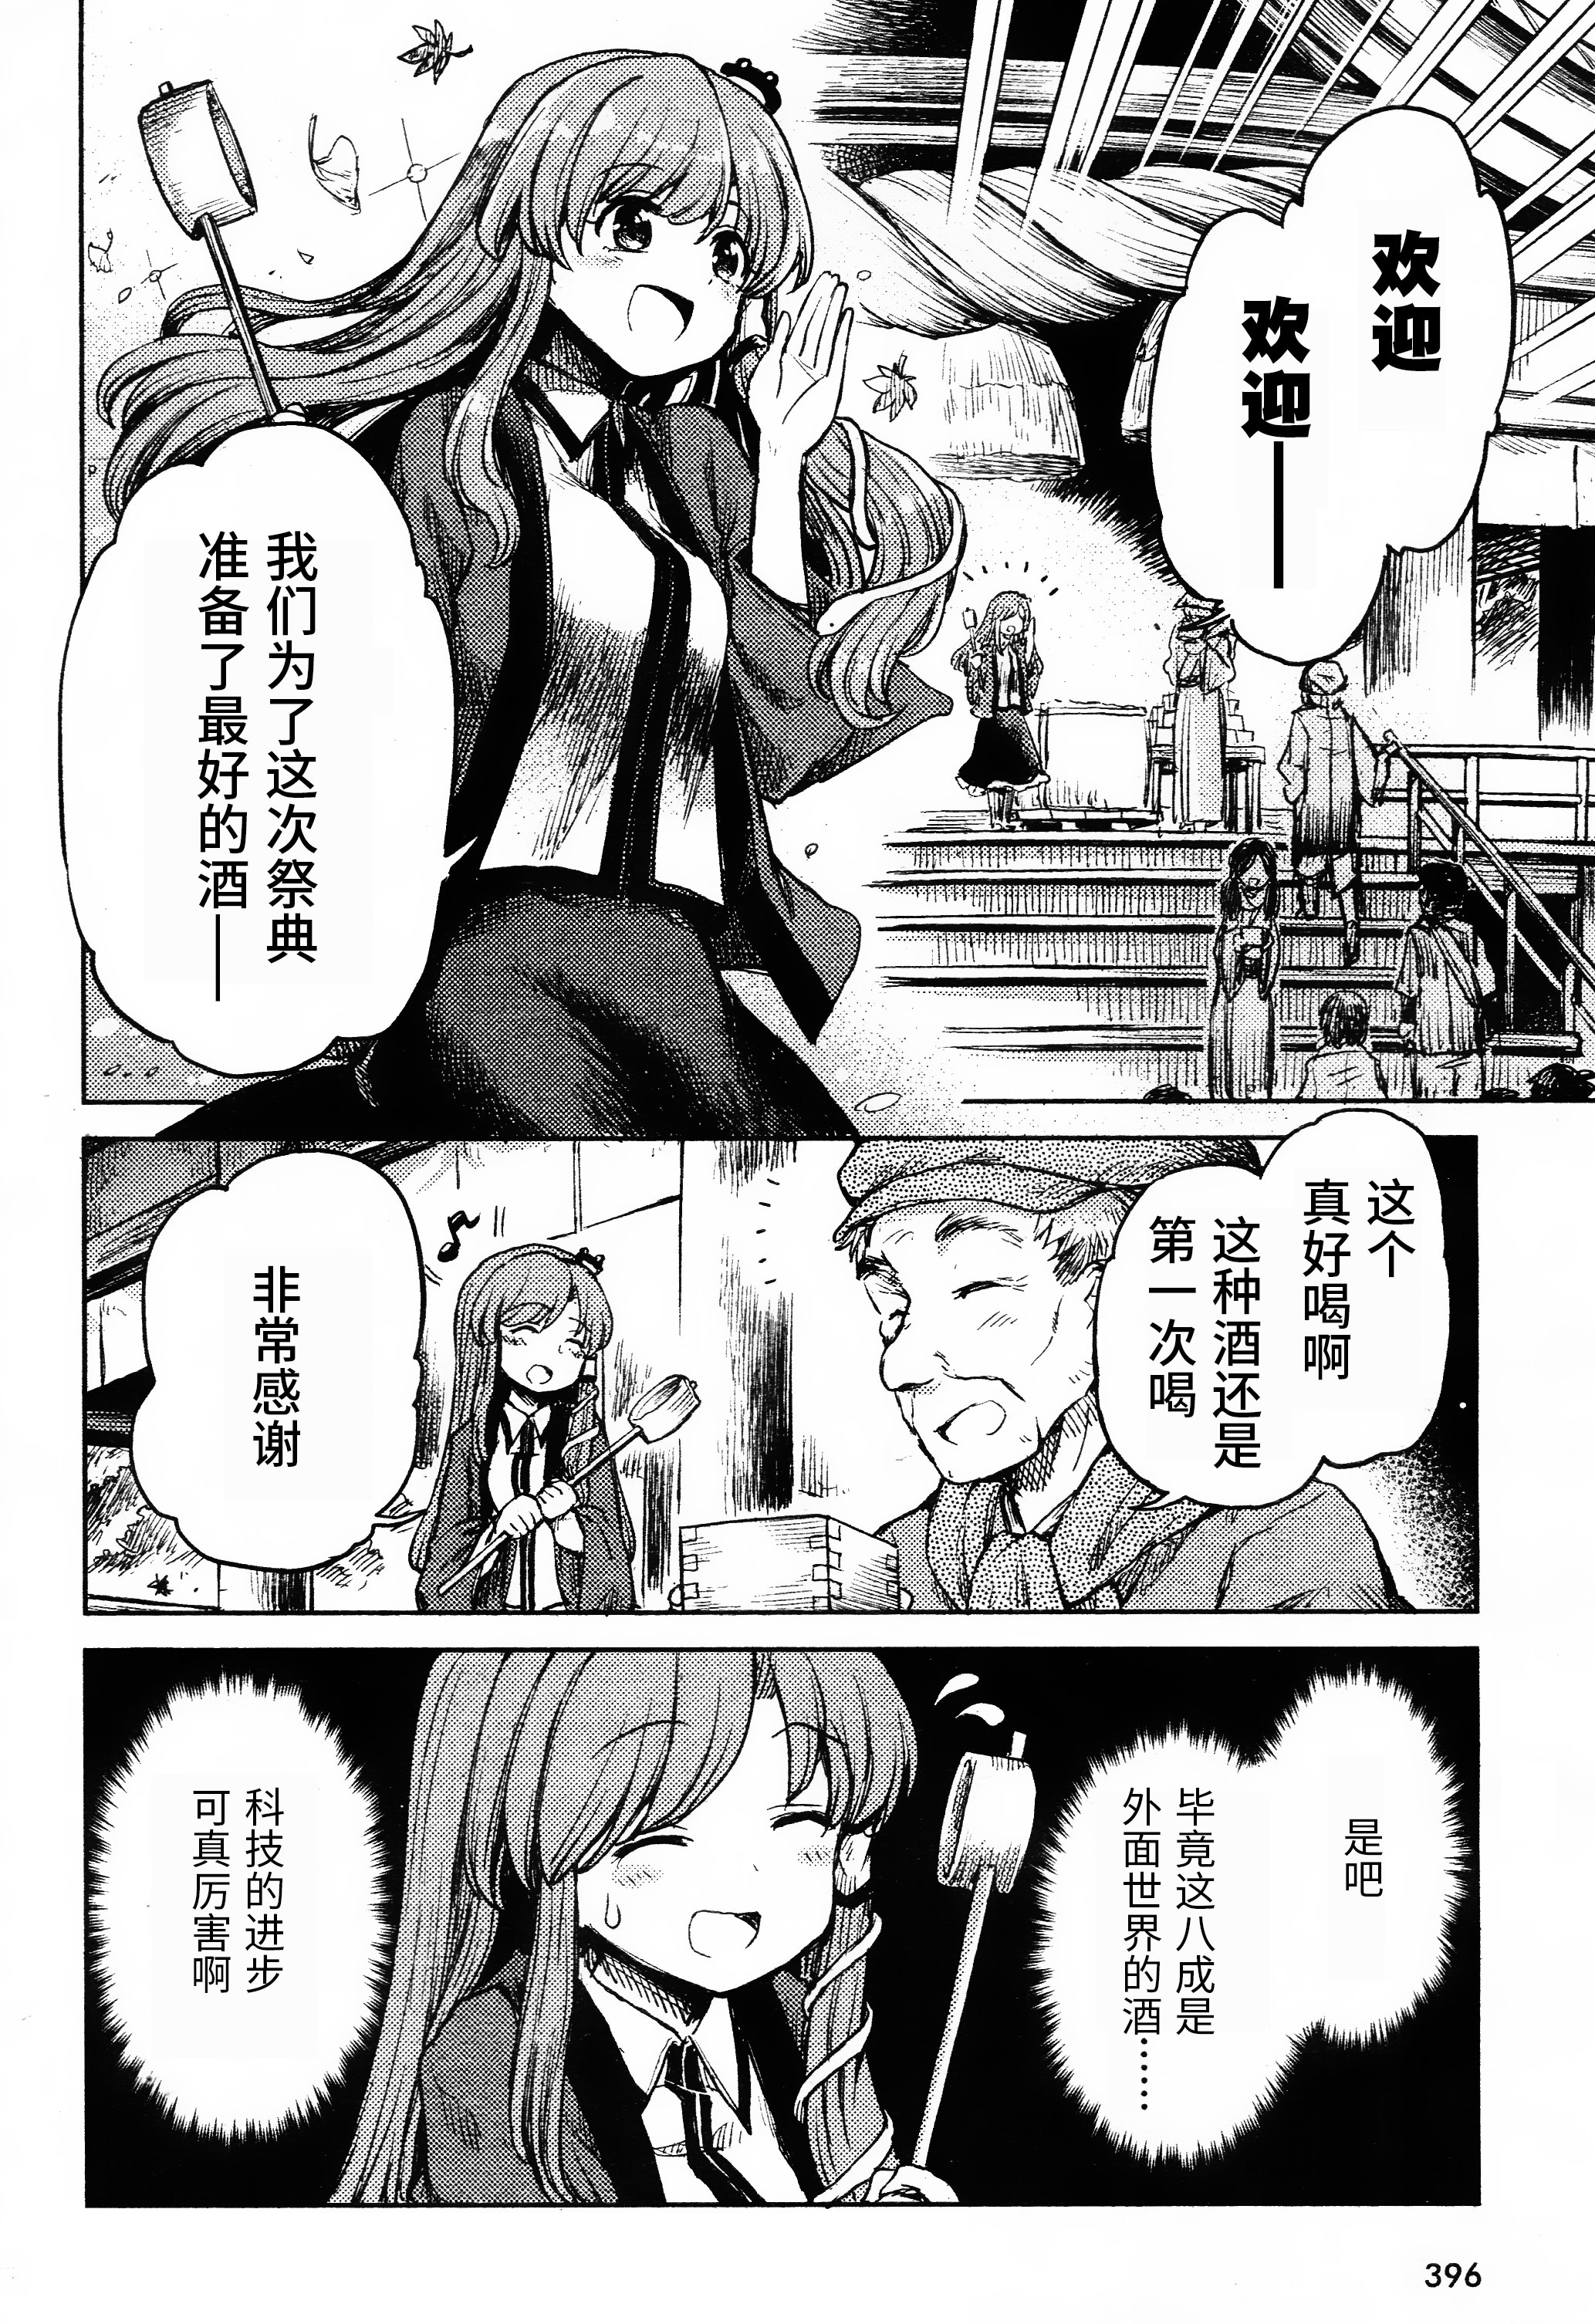 欢迎
欢迎——
我们为了这次祭典
准备了最好的酒——
这个
真好喝啊
这种酒还是
第一次喝
非常感谢
是吧
毕竟这八成是
外面世界的酒……
科技的进步
可真厉害啊
396